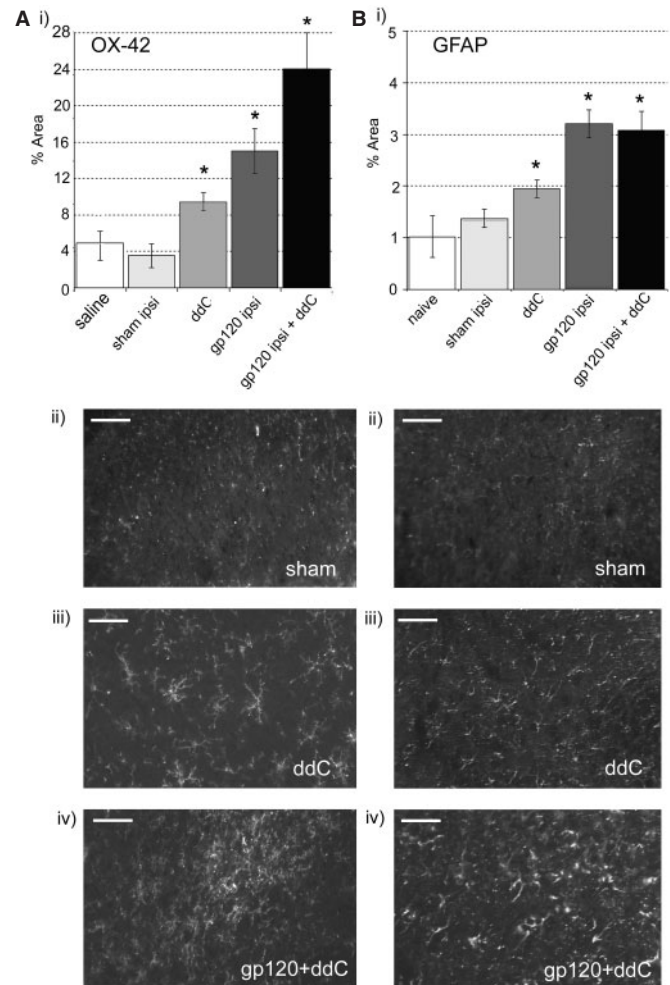 A i)
OX-42
% Area
28
24
20
16
12
8
4
0
*
*
*
saline
sham ipsi
ddC
gp120 ipsi
gp120 ipsi + ddC
B i)
GFAP
% Area
5
4
3
2
1
0
*
*
*
naive
sham ipsi
ddC
gp120 ipsi
gp120 ipsi + ddC
ii)
sham
ii)
sham
iii)
ddC
iii)
ddC
iv)
gp120+ddC
iv)
gp120+ddC